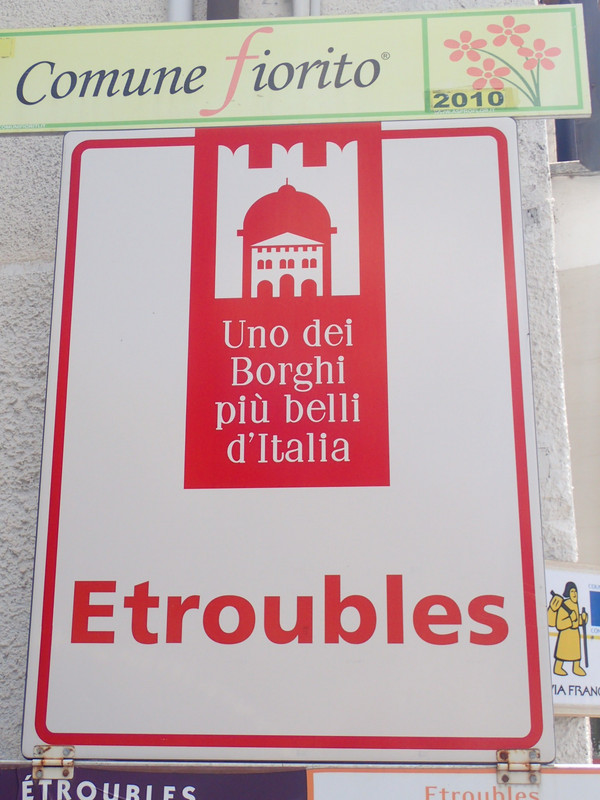 Comune fiorito®
2010
Uno dei
Borghi
più belli
d'Italia
Etroubles
VIA FRANC
ÉTROUBLES
Etroubles